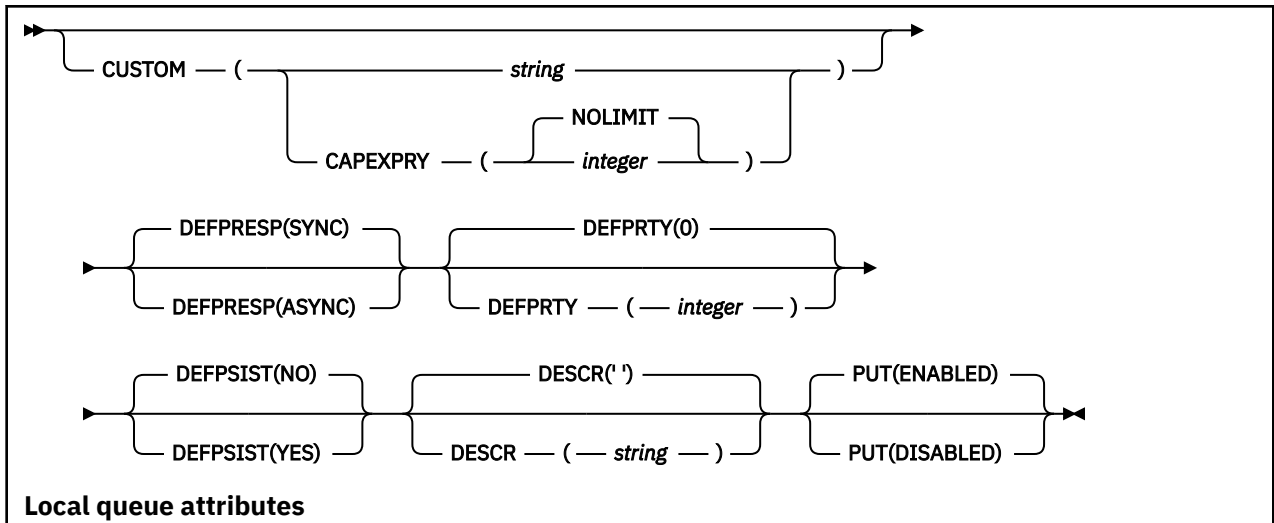 CUSTOM ( string )
NOLIMIT
CAPEXPRY ( integer )
DEFPRESP(SYNC) DEFPRTY(0)
DEFPRESP(ASYNC) DEFPRTY ( integer )
DEFPSIST(NO) DESCR(' ') PUT(ENABLED)
DEFPSIST(YES) DESCR ( string ) PUT(DISABLED)
Local queue attributes